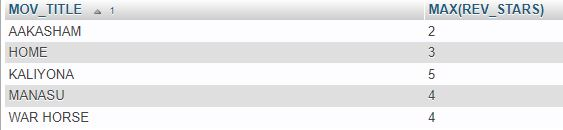 MOV_TITLE 1 MAX(REV_STARS)
AAKASHAM 2
HOME 3
KALIYONA 5
MANASU 4
WAR HORSE 4